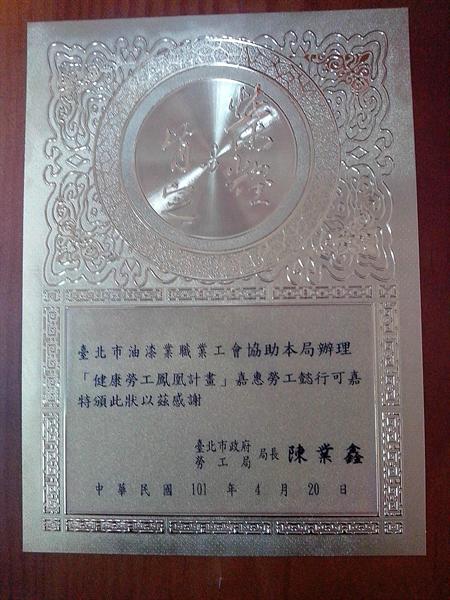 臺北市油漆業職業工會協助本局辦理
「健康勞工鳳凰計畫」嘉惠勞工懿行可嘉
特頒此狀以茲感謝
臺北市政府
勞工局
局長 陳業鑫
中華民國 101 年 4 月 20 日